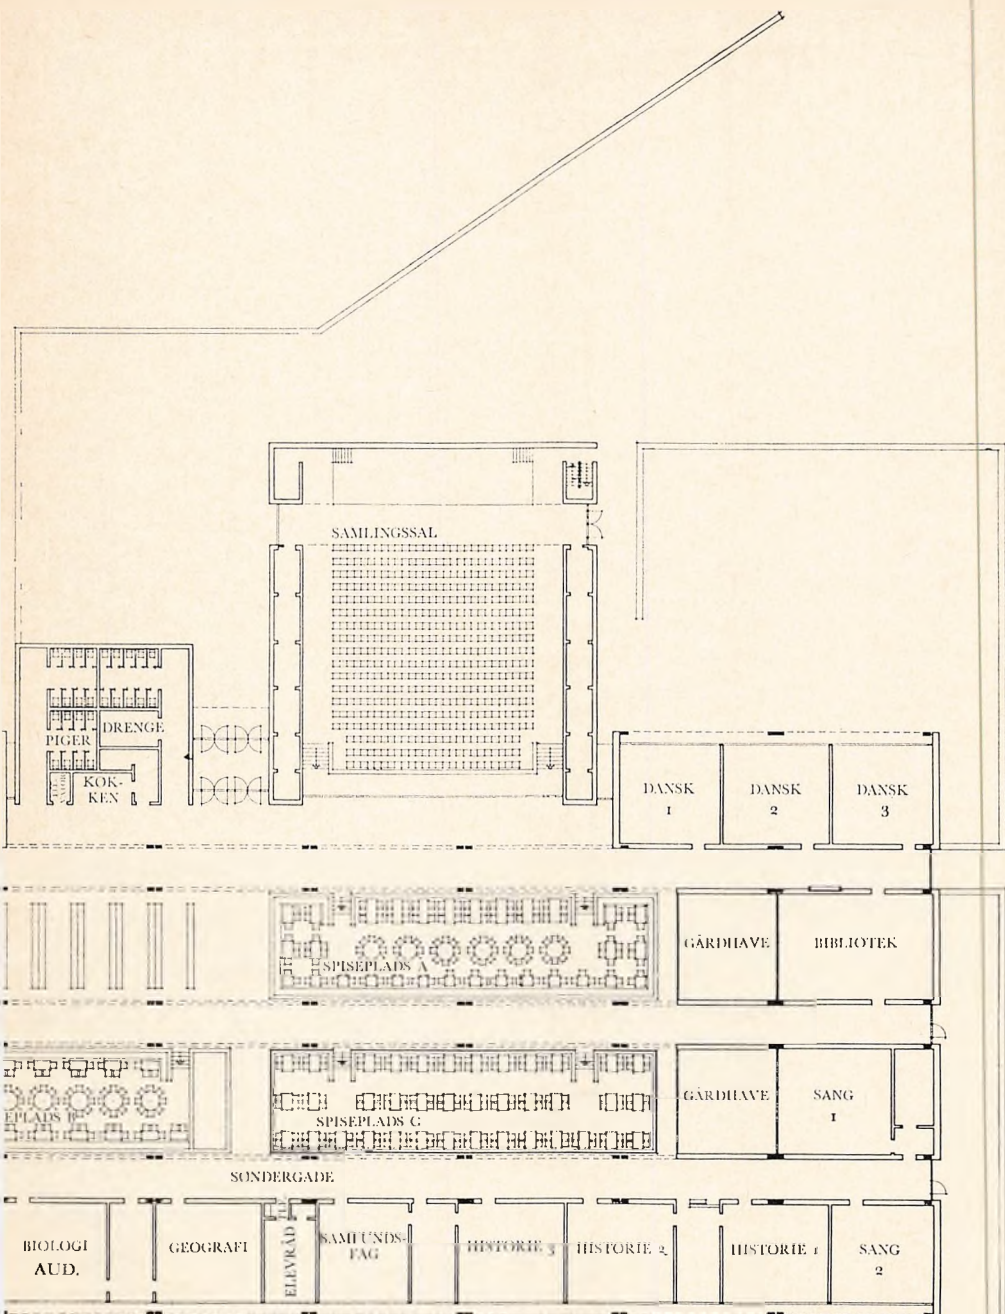 SAMLINGSSAL
PIGER
DRENGE
KOK-
KEN
DANSK
1
DANSK
2
DANSK
3
SPISEPLADS A
GÅRDHAVE
BIBLIOTEK
EPLADS B
SPISEPLADS G
GÅRDHAVE
SANG
1
SØNDERGADE
BIOLOGI
AUD.
GEOGRAFI
ELEVRÅD
SAMFUNDS-
FAG
HISTORIE 3
HISTORIE 2
HISTORIE 1
SANG
2